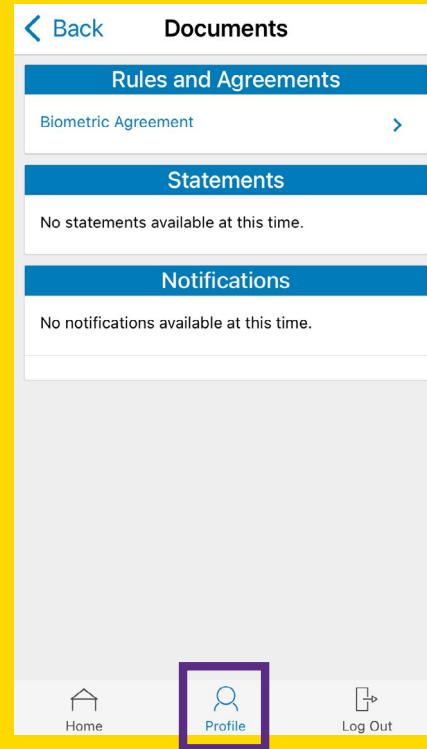 Back Documents
Rules and Agreements
Biometric Agreement
Statements
No statements available at this time.
Notifications
No notifications available at this time.
Home Profile Log Out